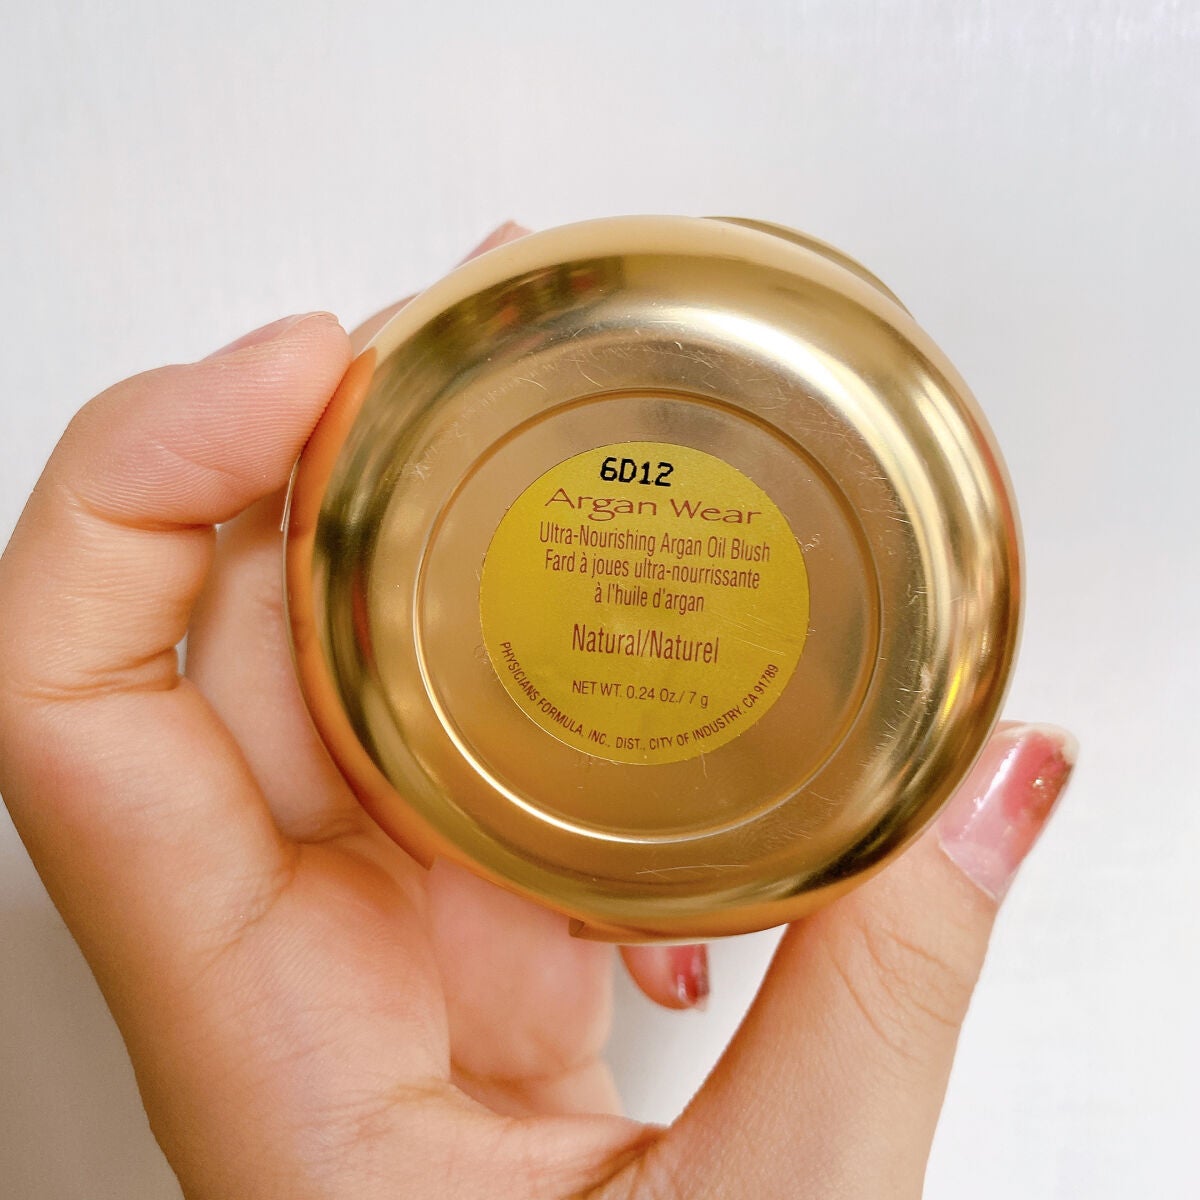 6D12
Argan Wear
Ultra-Nourishing Argan Oil Blush
Fard à joues ultra-nourrissante
à l'huile d'argan
Natural/Naturel
NET WT. 0.24 Oz./ 7 g
PHYSICIANS FORMULA, INC., DIST., CITY OF INDUSTRY, CA 91789